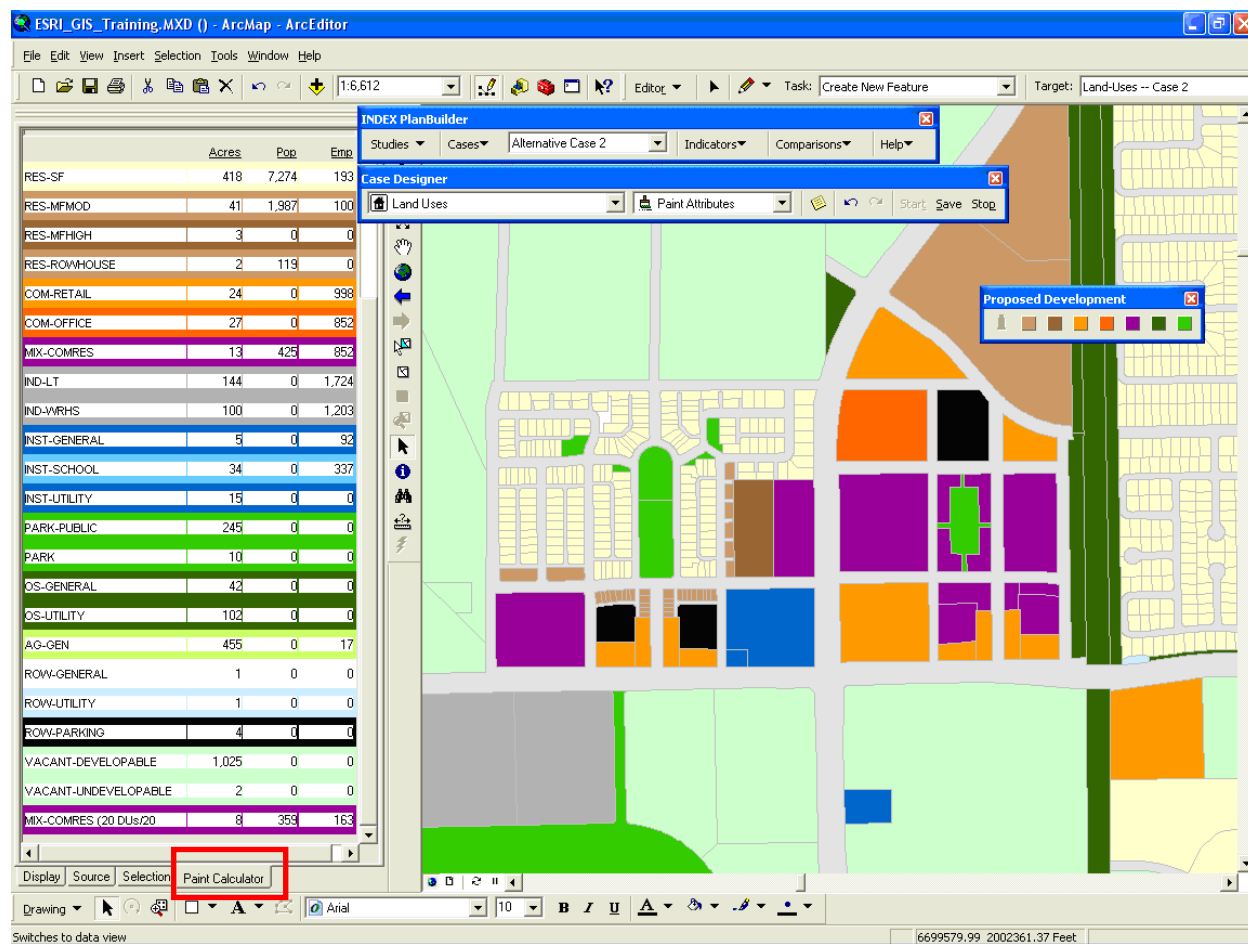 ESRI_GIS_Training.MXD () - ArcMap - ArcEditor
File Edit View Insert Selection Tools Window Help
1:6,612 Editor Task: Create New Feature Target: Land-Uses -- Case 2
INDEX PlanBuilder
Studies Cases Alternative Case 2 Indicators Comparisons Help
Case Designer
Land Uses Paint Attributes Start Save Stop
Proposed Development
Acres Pop Emp
RES-SF 418 7,274 193
RES-MFMOD 41 1,987 100
RES-MFHIGH 3 0 0
RES-ROWHOUSE 2 119 0
COM-RETAIL 24 0 998
COM-OFFICE 27 0 852
MIX-COMRES 13 425 852
IND-LT 144 0 1,724
IND-WRHS 100 0 1,203
INST-GENERAL 5 0 92
INST-SCHOOL 34 0 337
INST-UTILITY 15 0 0
PARK-PUBLIC 245 0 0
PARK 10 0 0
OS-GENERAL 42 0 0
OS-UTILITY 102 0 0
AG-GEN 455 0 17
ROW-GENERAL 1 0 0
ROW-UTILITY 1 0 0
ROW-PARKING 4 0 0
VACANT-DEVELOPABLE 1,025 0 0
VACANT-UNDEVELOPABLE 2 0 0
MIX-COMRES (20 DUs/20 8 359 163
Display Source Selection Paint Calculator
Drawing A Arial 10 B I U A
Switches to data view 6699579.99 2002361.37 Feet